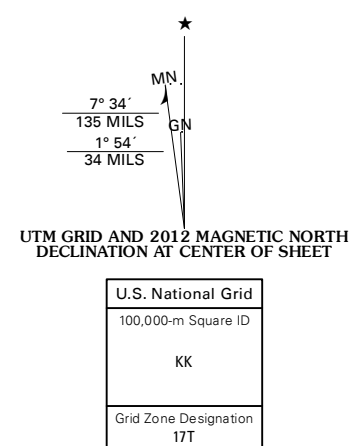 ★
MN
7° 34´
135 MILS
GN
1° 54´
34 MILS
UTM GRID AND 2012 MAGNETIC NORTH
DECLINATION AT CENTER OF SHEET
U.S. National Grid
100,000-m Square ID
KK
Grid Zone Designation
17T